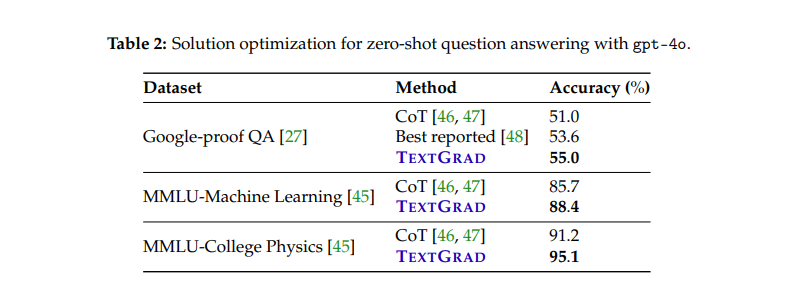 Table 2: Solution optimization for zero-shot question answering with gpt-4o.
Dataset Method Accuracy (%)
CoT [46, 47] 51.0
Google-proof QA [27] Best reported [48] 53.6
TEXTGRAD 55.0
CoT [46, 47] 85.7
MMLU-Machine Learning [45]
TEXTGRAD 88.4
CoT [46, 47] 91.2
MMLU-College Physics [45]
TEXTGRAD 95.1